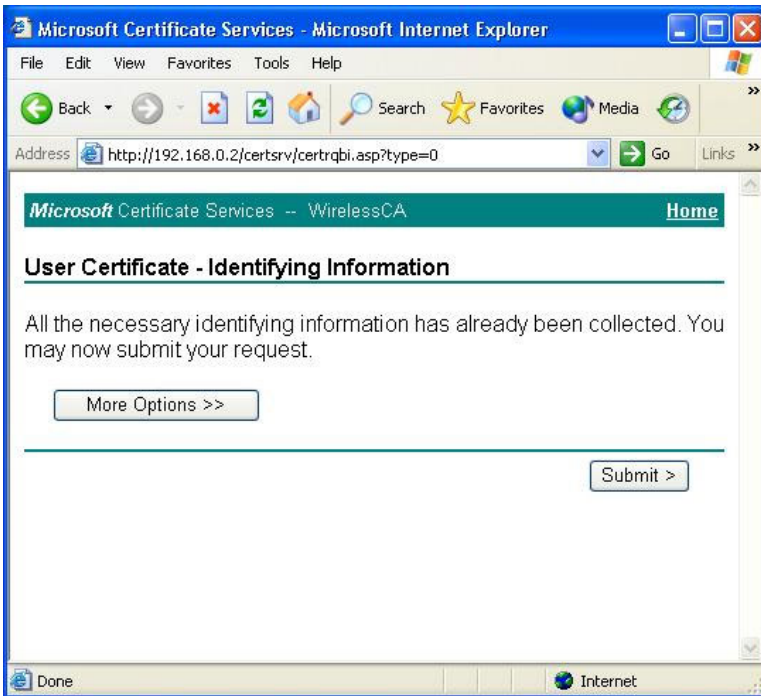 Microsoft Certificate Services - Microsoft Internet Explorer
File Edit View Favorites Tools Help
Back Search Favorites Media »
Address http://192.168.0.2/certsrv/certrqbi.asp?type=0 Go Links »
Microsoft Certificate Services -- WirelessCA Home
User Certificate - Identifying Information
All the necessary identifying information has already been collected. You
may now submit your request.
More Options >>
Submit >
Done Internet